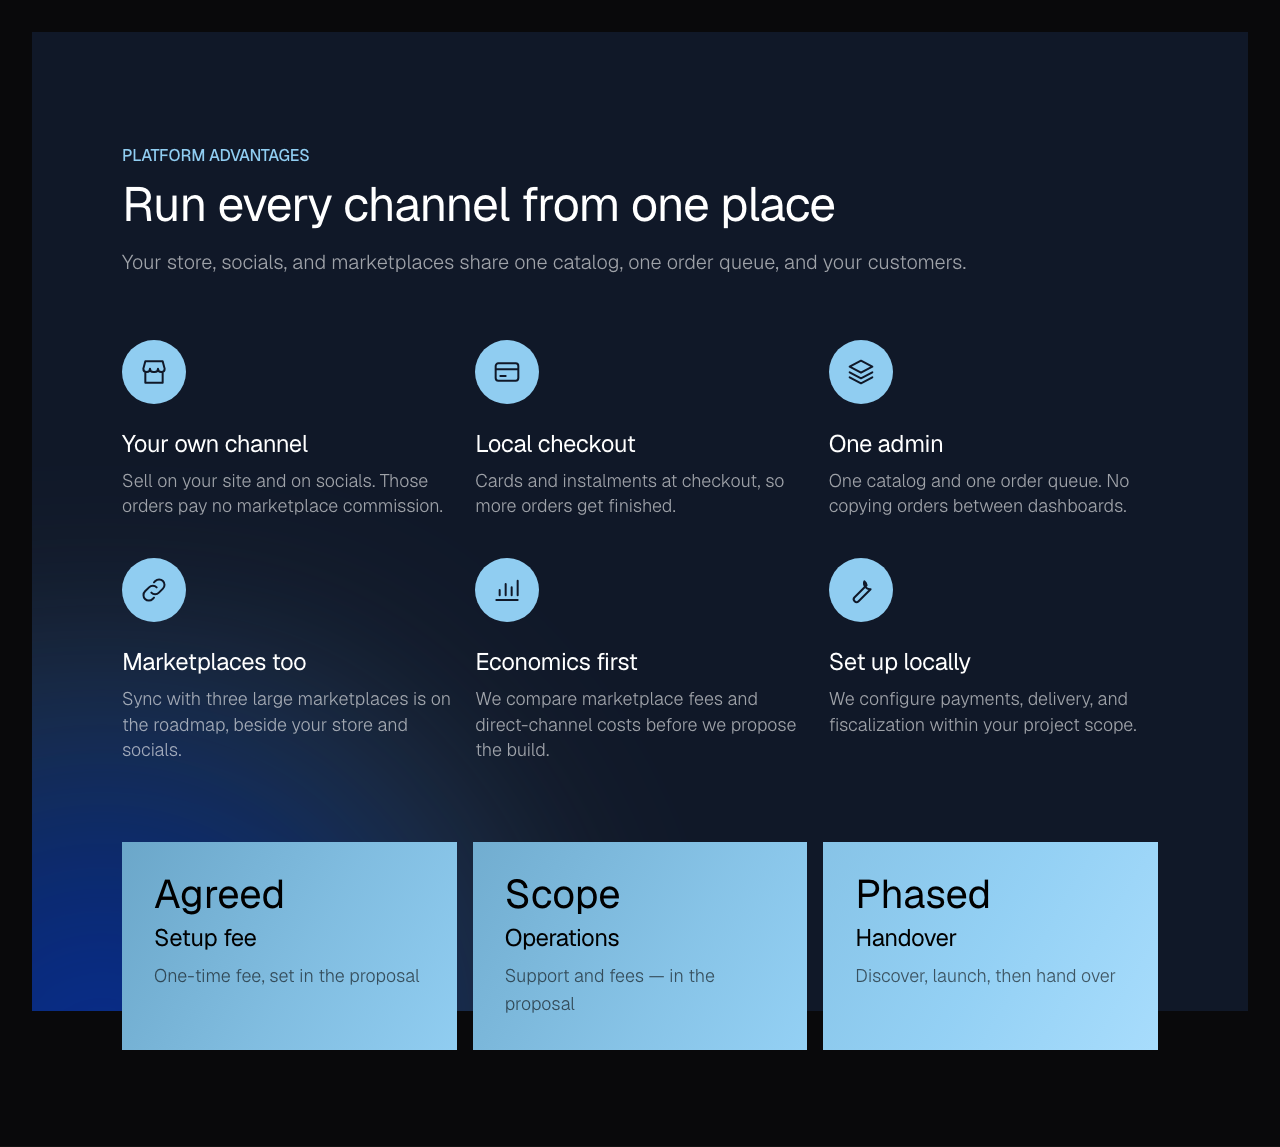 PLATFORM ADVANTAGES
Run every channel from one place
Your store, socials, and marketplaces share one catalog, one order queue, and your customers.
Your own channel
Sell on your site and on socials. Those
orders pay no marketplace commission.
Local checkout
Cards and instalments at checkout, so
more orders get finished.
One admin
One catalog and one order queue. No
copying orders between dashboards.
Marketplaces too
Sync with three large marketplaces is on
the roadmap, beside your store and
socials.
Economics first
We compare marketplace fees and
direct-channel costs before we propose
the build.
Set up locally
We configure payments, delivery, and
fiscalization within your project scope.
Agreed
Setup fee
One-time fee, set in the proposal
Scope
Operations
Support and fees — in the
proposal
Phased
Handover
Discover, launch, then hand over